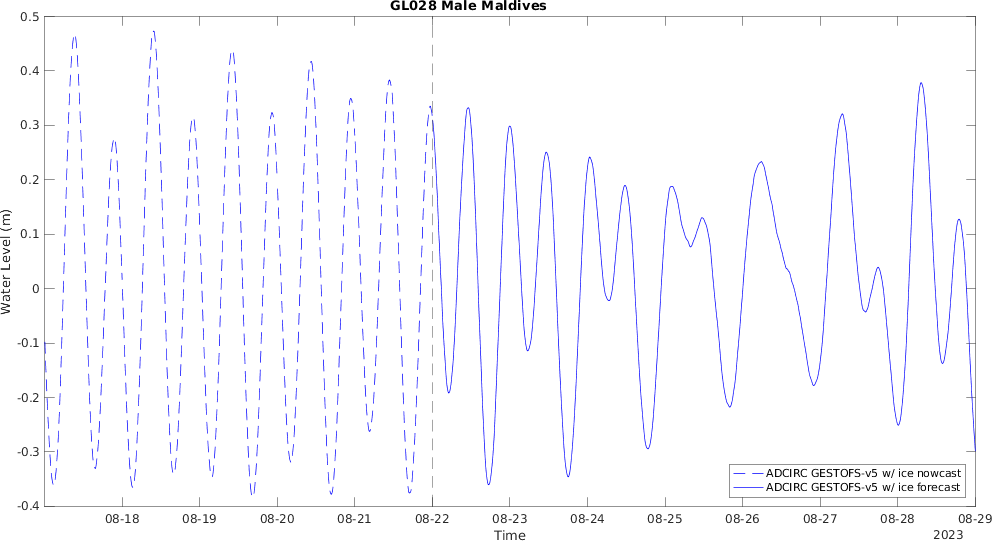 GL028 Male Maldives
0.5
0.4
0.3
0.2
0.1
0
-0.1
-0.2
-0.3
-0.4
Water Level (m)
ADCIRC GESTOFS-v5 w/ ice nowcast
ADCIRC GESTOFS-v5 w/ ice forecast
08-18 08-19 08-20 08-21 08-22 08-23 08-24 08-25 08-26 08-27 08-28 08-29
Time
2023